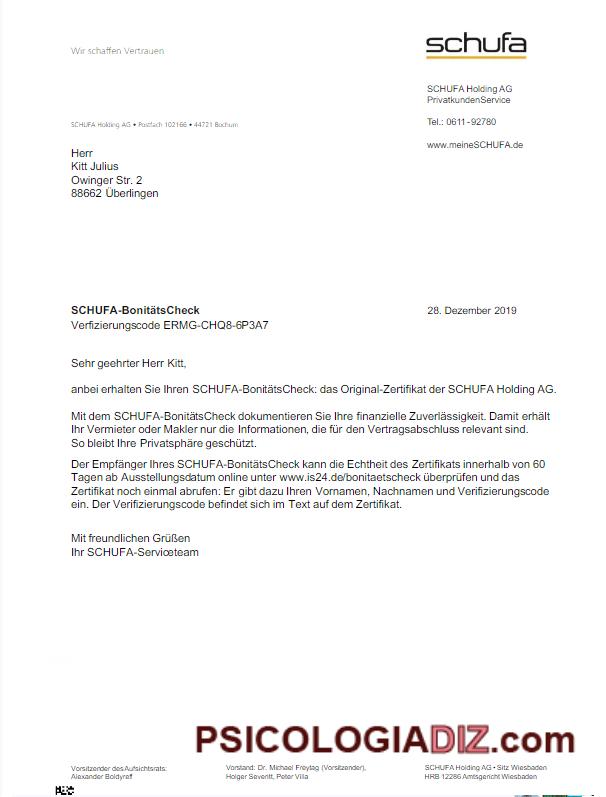 Wir schaffen Vertrauen
schufa
SCHUFA Holding AG
PrivatkundenService
Tel.: 0611-92780
www.meineSCHUFA.de
SCHUFA Holding AG • Postfach 102166 • 44721 Bochum
Herr
Kitt Julius
Owinger Str. 2
88662 Überlingen
SCHUFA-BonitätsCheck
28. Dezember 2019
Verfizierungscode ERMG-CHQ8-6P3A7
Sehr geehrter Herr Kitt,
anbei erhalten Sie Ihren SCHUFA-BonitätsCheck: das Original-Zertifikat der SCHUFA Holding AG.
Mit dem SCHUFA-BonitätsCheck dokumentieren Sie Ihre finanzielle Zuverlässigkeit. Damit erhält
Ihr Vermieter oder Makler nur die Informationen, die für den Vertragsabschluss relevant sind.
So bleibt Ihre Privatsphäre geschützt.
Der Empfänger Ihres SCHUFA-BonitätsCheck kann die Echtheit des Zertifikats innerhalb von 60
Tagen ab Ausstellungsdatum online unter www.is24.de/bonitaetscheck überprüfen und das
Zertifikat noch einmal abrufen: Er gibt dazu Ihren Vornamen, Nachnamen und Verifizierungscode
ein. Der Verifizierungscode befindet sich im Text auf dem Zertifikat.
Mit freundlichen Grüßen
Ihr SCHUFA-Serviceteam
PSICOLOGIADIZ.com
Vorsitzender des Aufsichtsrats:
Alexander Boldyreff
Vorstand: Dr. Michael Freytag (Vorsitzender),
Holger Severitt, Peter Villa
SCHUFA Holding AG • Sitz Wiesbaden
HRB 12286 Amtsgericht Wiesbaden